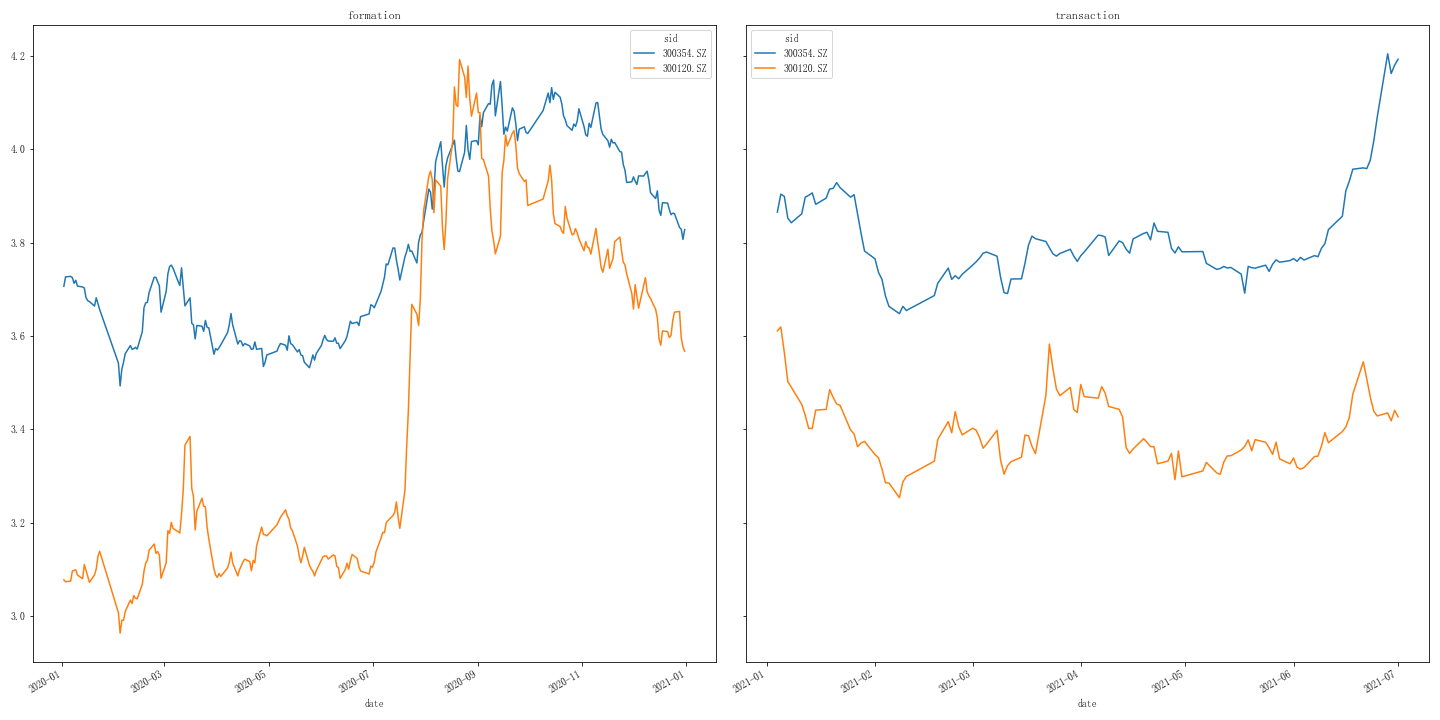 formation
transaction
sid
300354.SZ
300120.SZ
sid
300354.SZ
300120.SZ
4.2
4.0
3.8
3.6
3.4
3.2
3.0
2020-01
2020-03
2020-05
2020-07
2020-09
2020-11
2021-01
date
2021-01
2021-02
2021-03
2021-04
2021-05
2021-06
2021-07
date